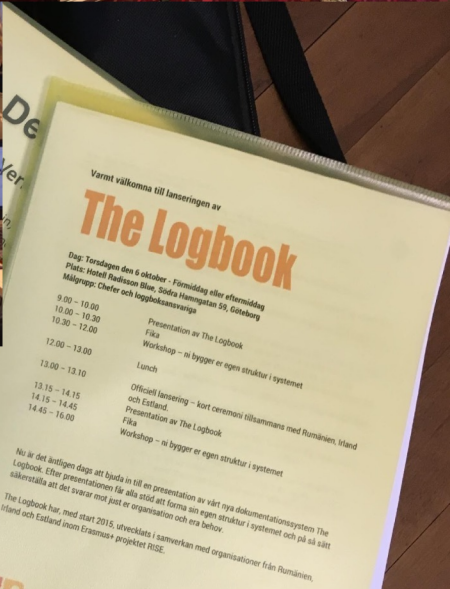 De
ver.
Varmt välkomna till lanseringen av
The Logbook
Dag: Torsdagen den 6 oktober - Förmiddag eller eftermiddag
Plats: Hotell Radisson Blue, Södra Hamngatan 59, Göteborg
Målgrupp: Chefer och loggboksansvariga
9.00 – 10.00 Presentation av The Logbook
10.00 – 10.30 Fika
10.30 – 12.00 Workshop – ni bygger er egen struktur i systemet
12.00 – 13.00 Lunch
13.00 – 13.10 Officiell lansering – kort ceremoni tillsammans med Rumänien, Irland
och Estland.
13.15 – 14.15 Presentation av The Logbook
14.15 – 14.45 Fika
14.45 – 16.00 Workshop – ni bygger er egen struktur i systemet
Nu är det äntligen dags att bjuda in till en presentation av vårt nya dokumentationssystem The
Logbook. Efter presentationen får alla stöd att forma sin egen struktur i systemet och på så sätt
säkerställa att det svarar mot just er organisation och era behov.
The Logbook har, med start 2015, utvecklats i samverkan med organisationer från Rumänien,
Irland och Estland inom Erasmus+ projektet RISE.